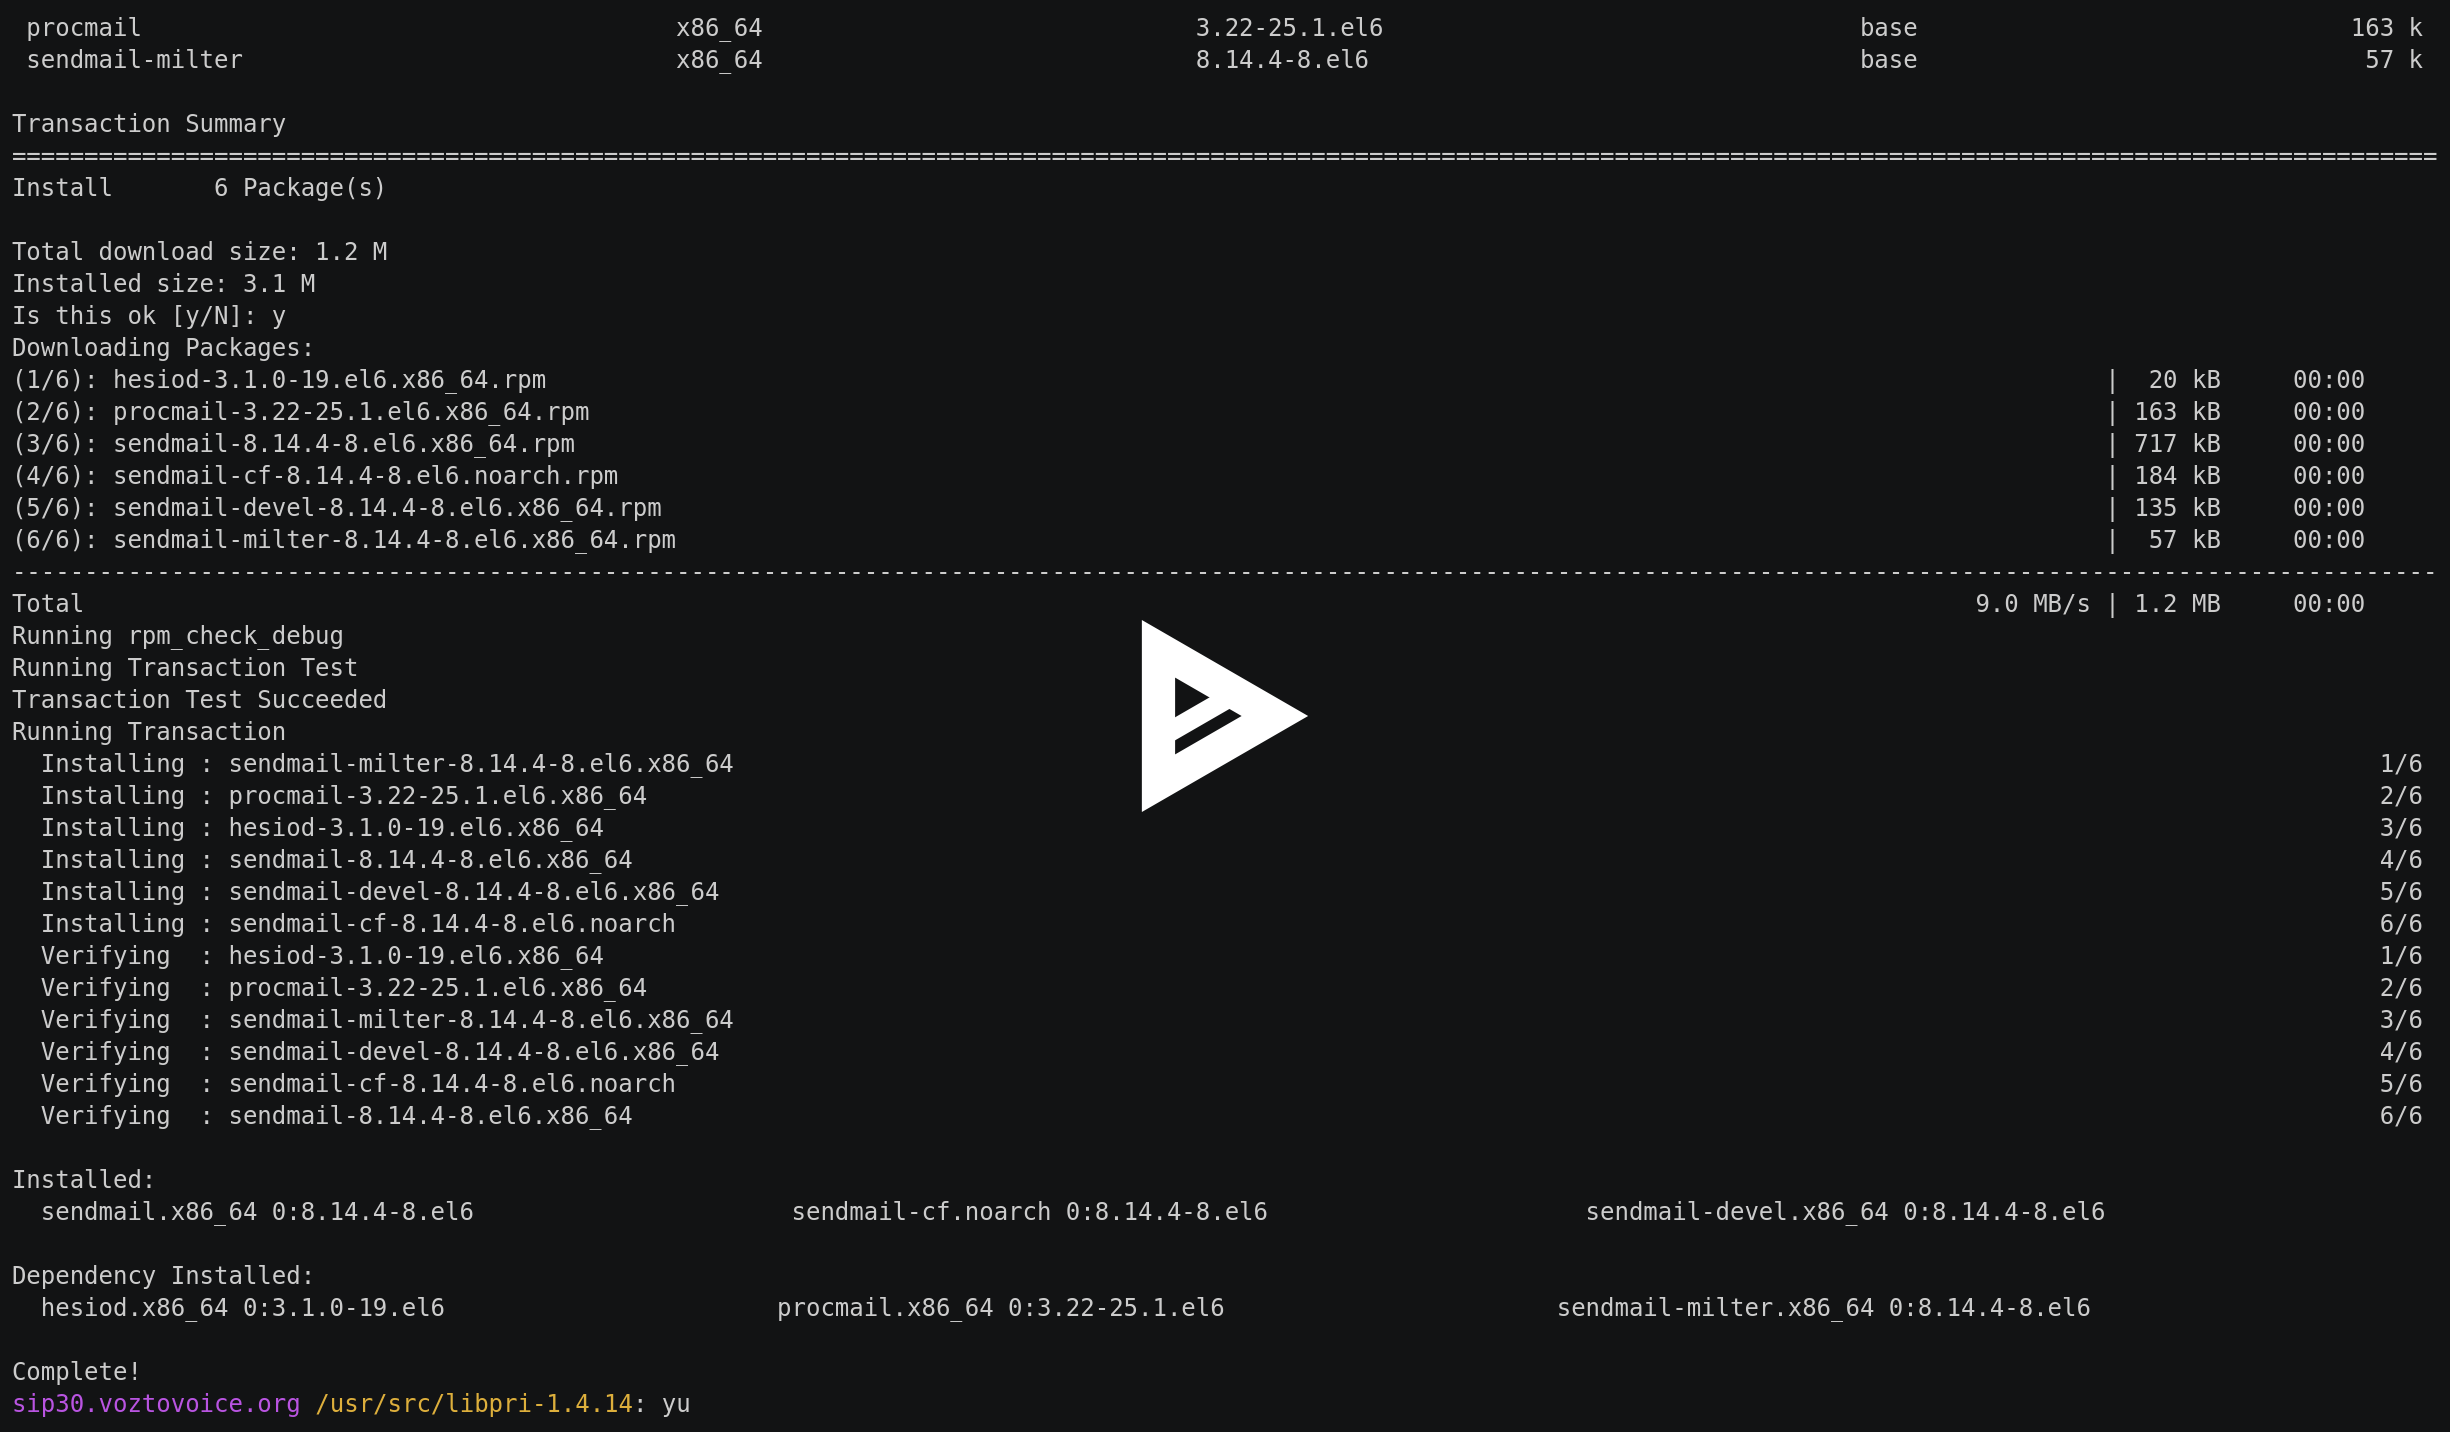 procmail x86_64 3.22-25.1.el6 base 163 k
sendmail-milter x86_64 8.14.4-8.el6 base 57 k
Transaction Summary
========================================================================================================================================================================
Install 6 Package(s)
Total download size: 1.2 M
Installed size: 3.1 M
Is this ok [y/N]: y
Downloading Packages:
(1/6): hesiod-3.1.0-19.el6.x86_64.rpm | 20 kB 00:00
(2/6): procmail-3.22-25.1.el6.x86_64.rpm | 163 kB 00:00
(3/6): sendmail-8.14.4-8.el6.x86_64.rpm | 717 kB 00:00
(4/6): sendmail-cf-8.14.4-8.el6.noarch.rpm | 184 kB 00:00
(5/6): sendmail-devel-8.14.4-8.el6.x86_64.rpm | 135 kB 00:00
(6/6): sendmail-milter-8.14.4-8.el6.x86_64.rpm | 57 kB 00:00
------------------------------------------------------------------------------------------------------------------------------------------------------------------------
Total 9.0 MB/s | 1.2 MB 00:00
Running rpm_check_debug
Running Transaction Test
Transaction Test Succeeded
Running Transaction
Installing : sendmail-milter-8.14.4-8.el6.x86_64 1/6
Installing : procmail-3.22-25.1.el6.x86_64 2/6
Installing : hesiod-3.1.0-19.el6.x86_64 3/6
Installing : sendmail-8.14.4-8.el6.x86_64 4/6
Installing : sendmail-devel-8.14.4-8.el6.x86_64 5/6
Installing : sendmail-cf-8.14.4-8.el6.noarch 6/6
Verifying : hesiod-3.1.0-19.el6.x86_64 1/6
Verifying : procmail-3.22-25.1.el6.x86_64 2/6
Verifying : sendmail-milter-8.14.4-8.el6.x86_64 3/6
Verifying : sendmail-devel-8.14.4-8.el6.x86_64 4/6
Verifying : sendmail-cf-8.14.4-8.el6.noarch 5/6
Verifying : sendmail-8.14.4-8.el6.x86_64 6/6
Installed:
sendmail.x86_64 0:8.14.4-8.el6 sendmail-cf.noarch 0:8.14.4-8.el6 sendmail-devel.x86_64 0:8.14.4-8.el6
Dependency Installed:
hesiod.x86_64 0:3.1.0-19.el6 procmail.x86_64 0:3.22-25.1.el6 sendmail-milter.x86_64 0:8.14.4-8.el6
Complete!
sip30.voztovoice.org /usr/src/libpri-1.4.14: yu